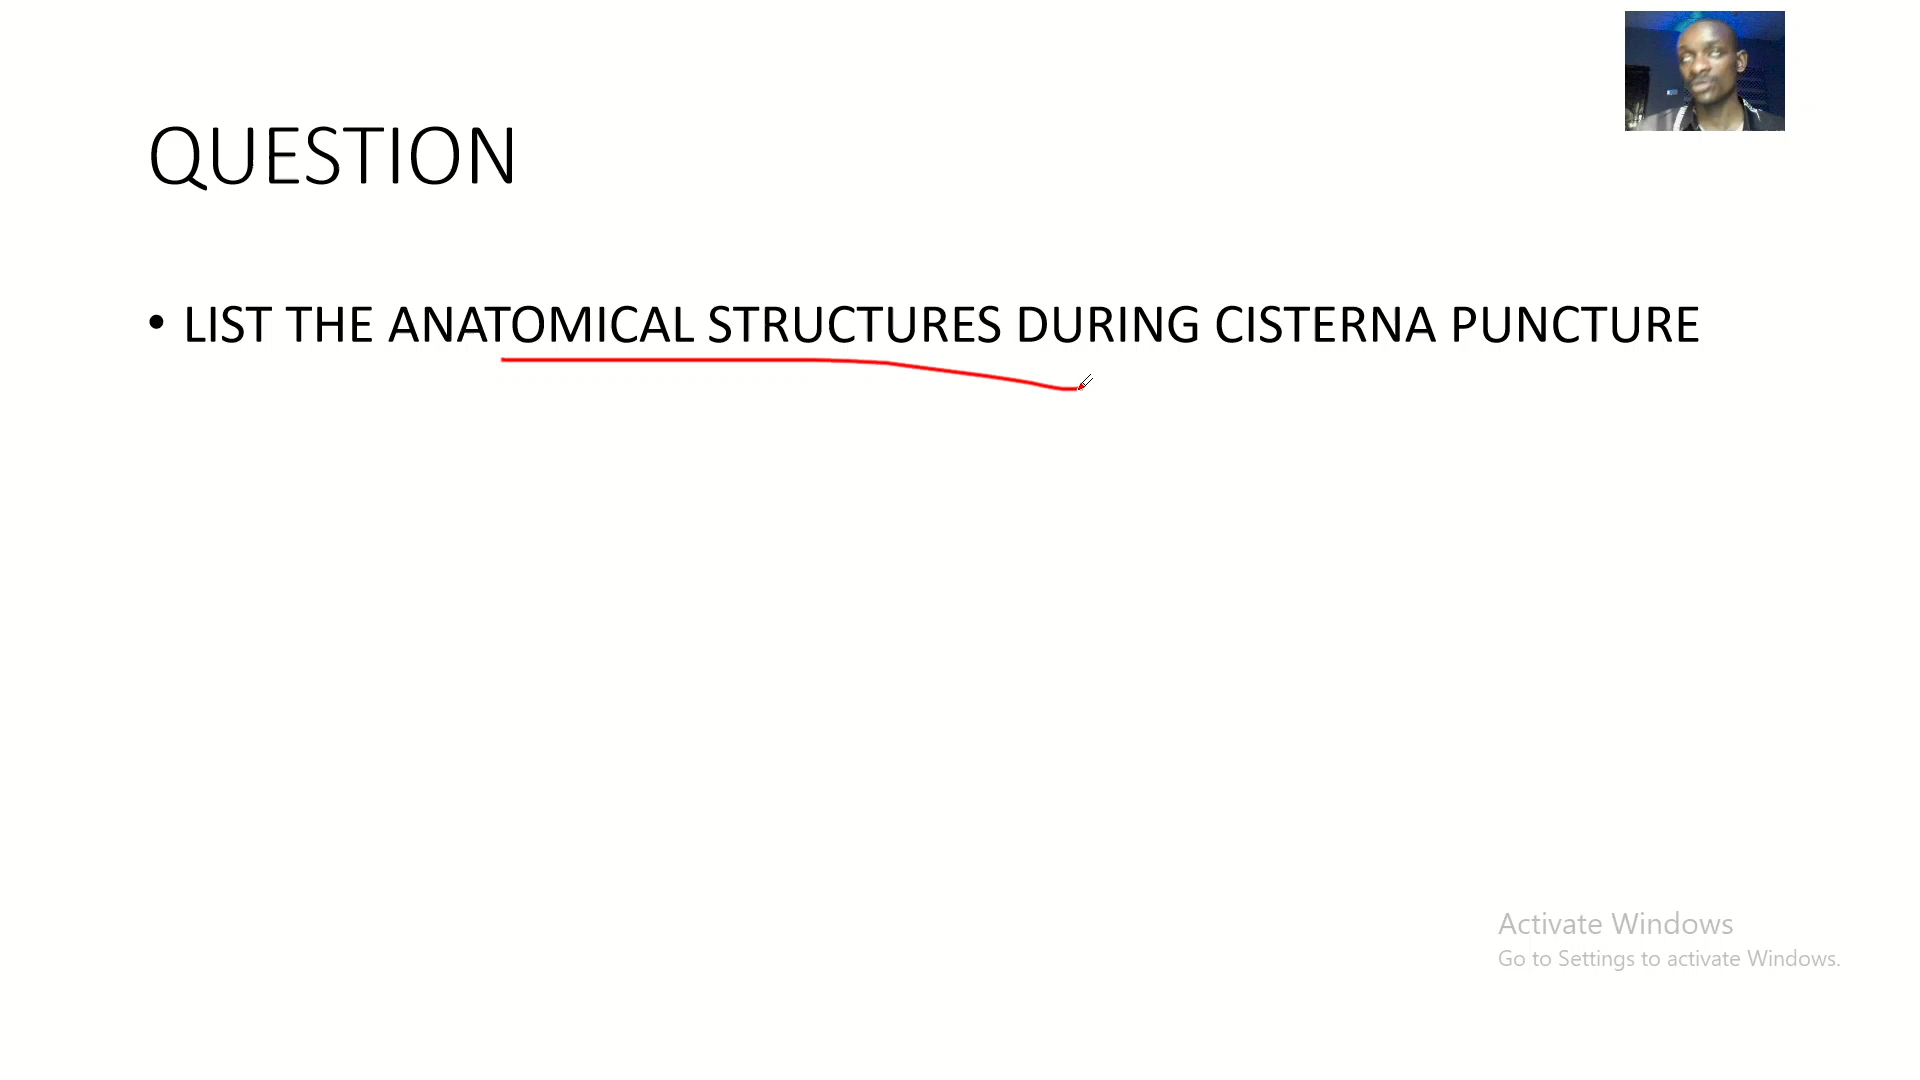 QUESTION
• LIST THE ANATOMICAL STRUCTURES DURING CISTERNA PUNCTURE
Activate Windows
Go to Settings to activate Windows.